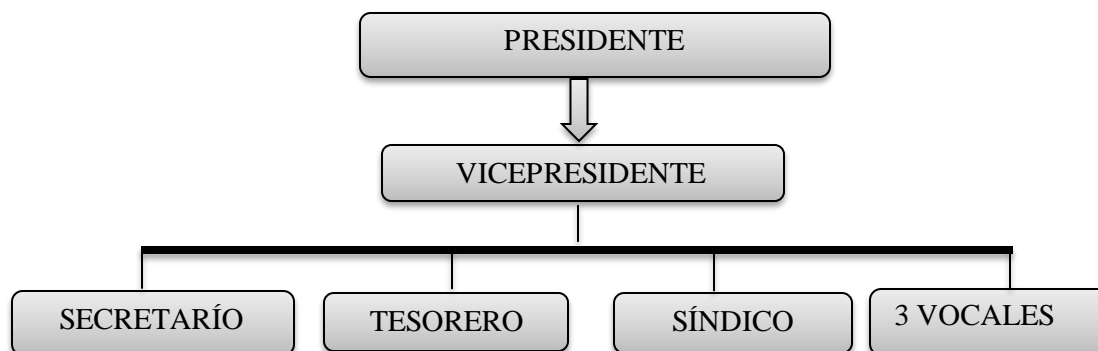 PRESIDENTE
VICEPRESIDENTE
SECRETARÍO
TESORERO
SÍNDICO
3 VOCALES